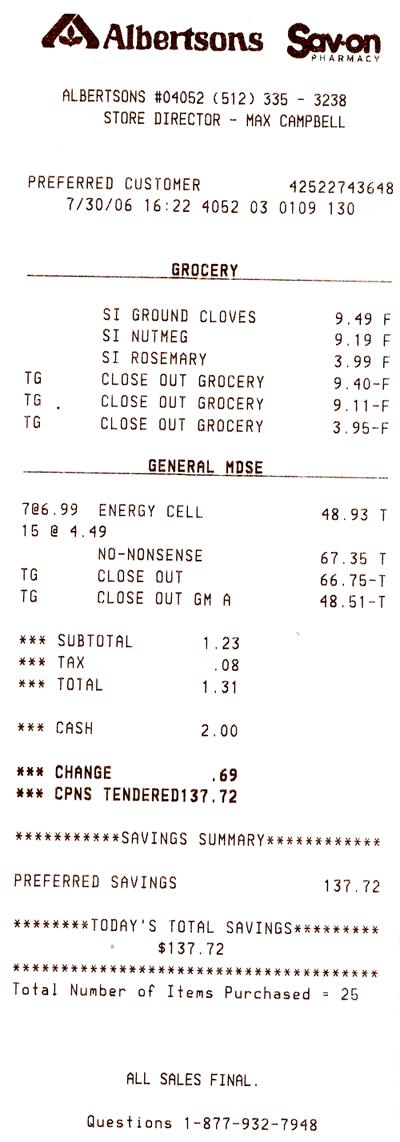 Albertsons Sav-on
PHARMACY
ALBERTSONS #04052 (512) 335 - 3238
STORE DIRECTOR - MAX CAMPBELL
PREFERRED CUSTOMER 42522743648
7/30/06 16:22 4052 03 0109 130
GROCERY
SI GROUND CLOVES 9.49 F
SI NUTMEG 9.19 F
SI ROSEMARY 3.99 F
TG CLOSE OUT GROCERY 9.40-F
TG CLOSE OUT GROCERY 9.11-F
TG CLOSE OUT GROCERY 3.95-F
GENERAL MDSE
7@6.99 ENERGY CELL 48.93 T
15 @ 4.49
NO-NONSENSE 67.35 T
TG CLOSE OUT 66.75-T
TG CLOSE OUT GM A 48.51-T
*** SUBTOTAL 1.23
*** TAX .08
*** TOTAL 1.31
*** CASH 2.00
*** CHANGE .69
*** CPNS TENDERED137.72
***********SAVINGS SUMMARY************
PREFERRED SAVINGS 137.72
********TODAY'S TOTAL SAVINGS*********
$137.72
**************************************
Total Number of Items Purchased = 25
ALL SALES FINAL.
Questions 1-877-932-7948